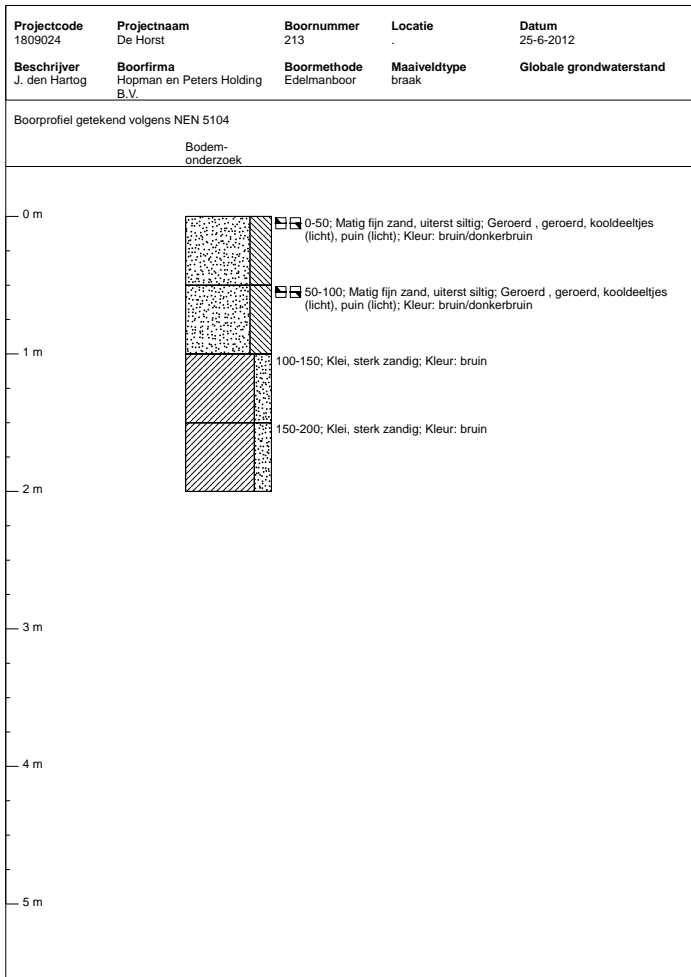 Projectcode Projectnaam Boornummer Locatie Datum
1809024 De Horst 213 . 25-6-2012
Beschrijver Boorfirma Boormethode Maaiveldtype Globale grondwaterstand
J. den Hartog Hopman en Peters Holding Edelmanboor braak
B.V.
Boorprofiel getekend volgens NEN 5104
Bodem-
onderzoek
0 m
0-50; Matig fijn zand, uiterst siltig; Geroerd , geroerd, kooldeeltjes
(licht), puin (licht); Kleur: bruin/donkerbruin
50-100; Matig fijn zand, uiterst siltig; Geroerd , geroerd, kooldeeltjes
(licht), puin (licht); Kleur: bruin/donkerbruin
1 m
100-150; Klei, sterk zandig; Kleur: bruin
150-200; Klei, sterk zandig; Kleur: bruin
2 m
3 m
4 m
5 m